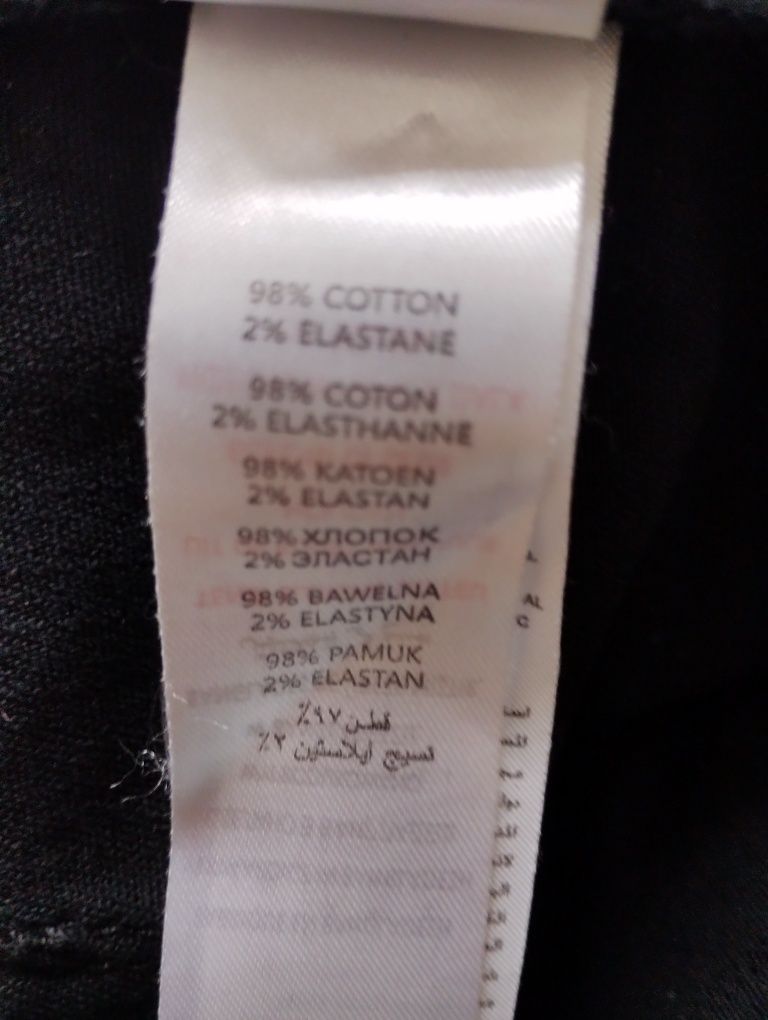 98% COTTON
2% ELASTANE
98% COTON
2% ELASTHANNE
98% KATOEN
2% ELASTAN
98% ХЛОПОК
2% ЭЛАСТАН
98% BAWELNA
2% ELASTYNA
98% PAMUK
2% ELASTAN
قطن ٩٧٪
نسيج ايلاستين ٢٪